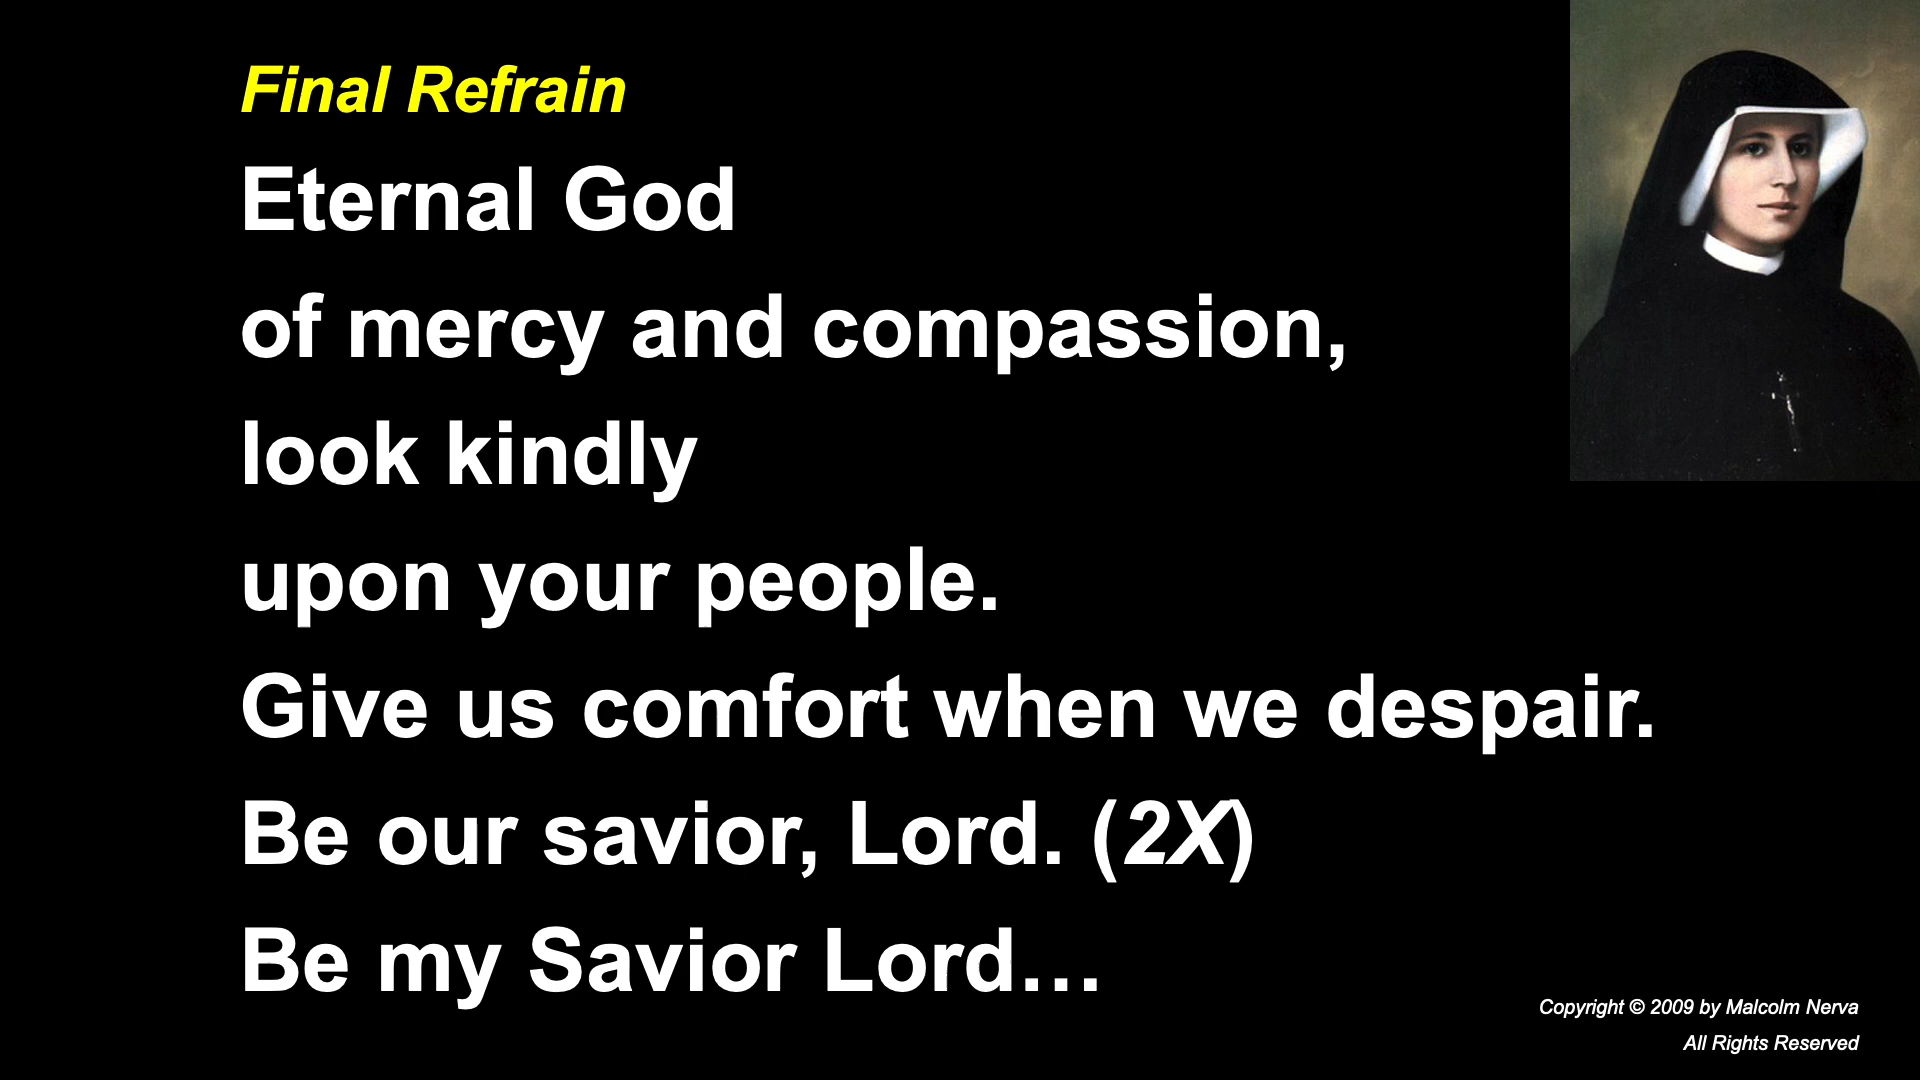 Final Refrain
Eternal God
of mercy and compassion,
look kindly
upon your people.
Give us comfort when we despair.
Be our savior, Lord. (2X)
Be my Savior Lord…
Copyright © 2009 by Malcolm Nerva
All Rights Reserved